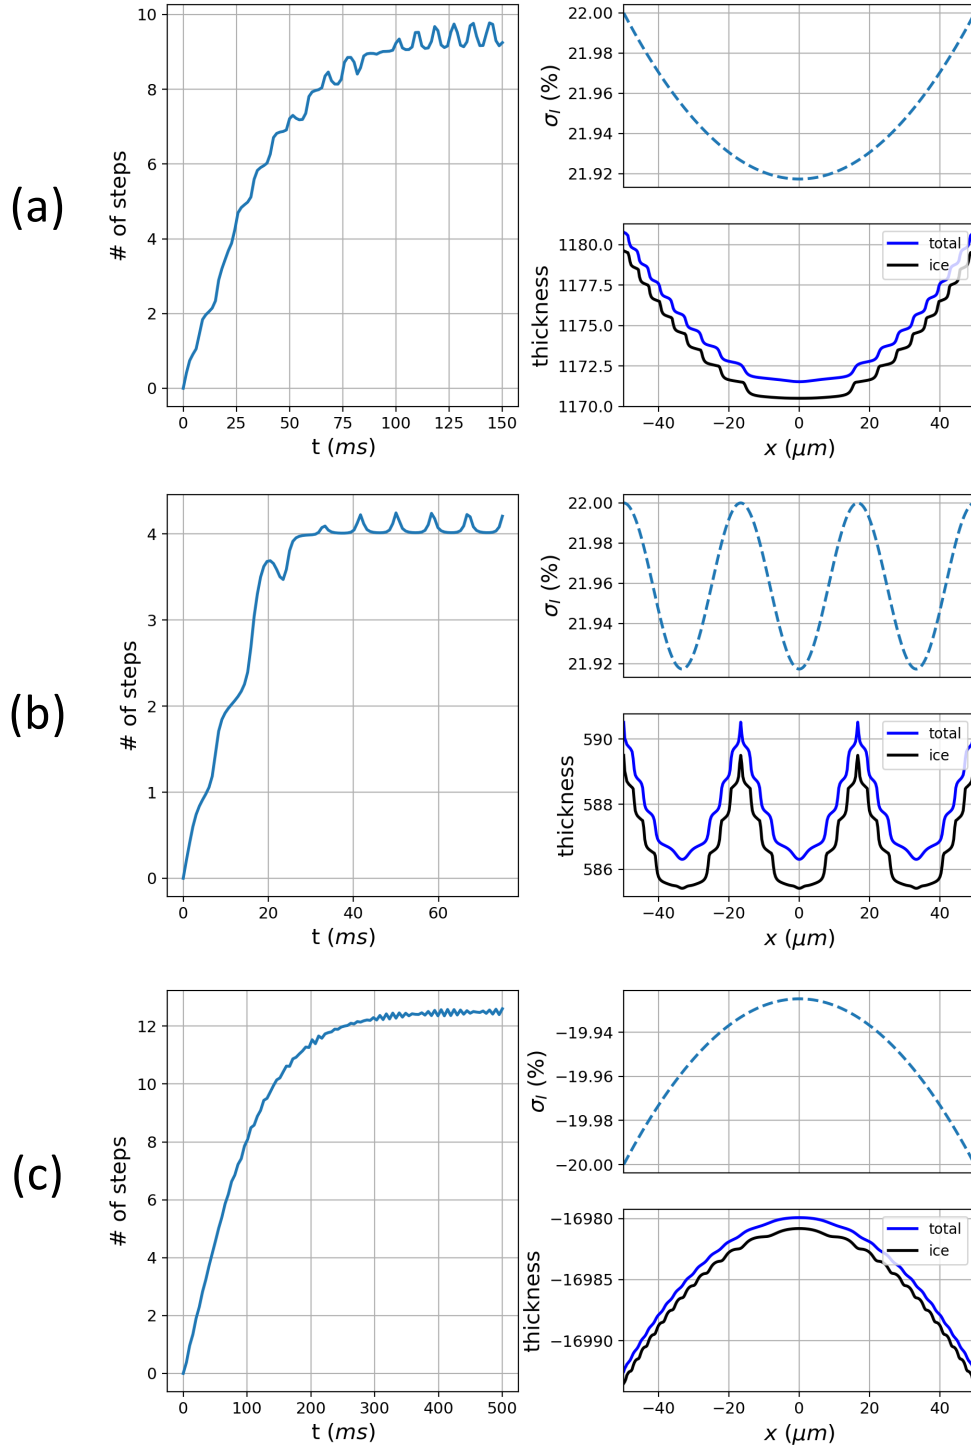 (a)
# of steps
10
8
6
4
2
0
0 25 50 75 100 125 150
t (ms)
σI (%)
22.00
21.98
21.96
21.94
21.92
thickness
1180.0
1177.5
1175.0
1172.5
1170.0
total
ice
−40 −20 0 20 40
x (μm)
(b)
# of steps
4
3
2
1
0
0 20 40 60
t (ms)
σI (%)
22.00
21.98
21.96
21.94
21.92
thickness
590
588
586
total
ice
−40 −20 0 20 40
x (μm)
(c)
# of steps
12
10
8
6
4
2
0
0 100 200 300 400 500
t (ms)
σI (%)
−19.94
−19.96
−19.98
−20.00
thickness
−16980
−16985
−16990
total
ice
−40 −20 0 20 40
x (μm)